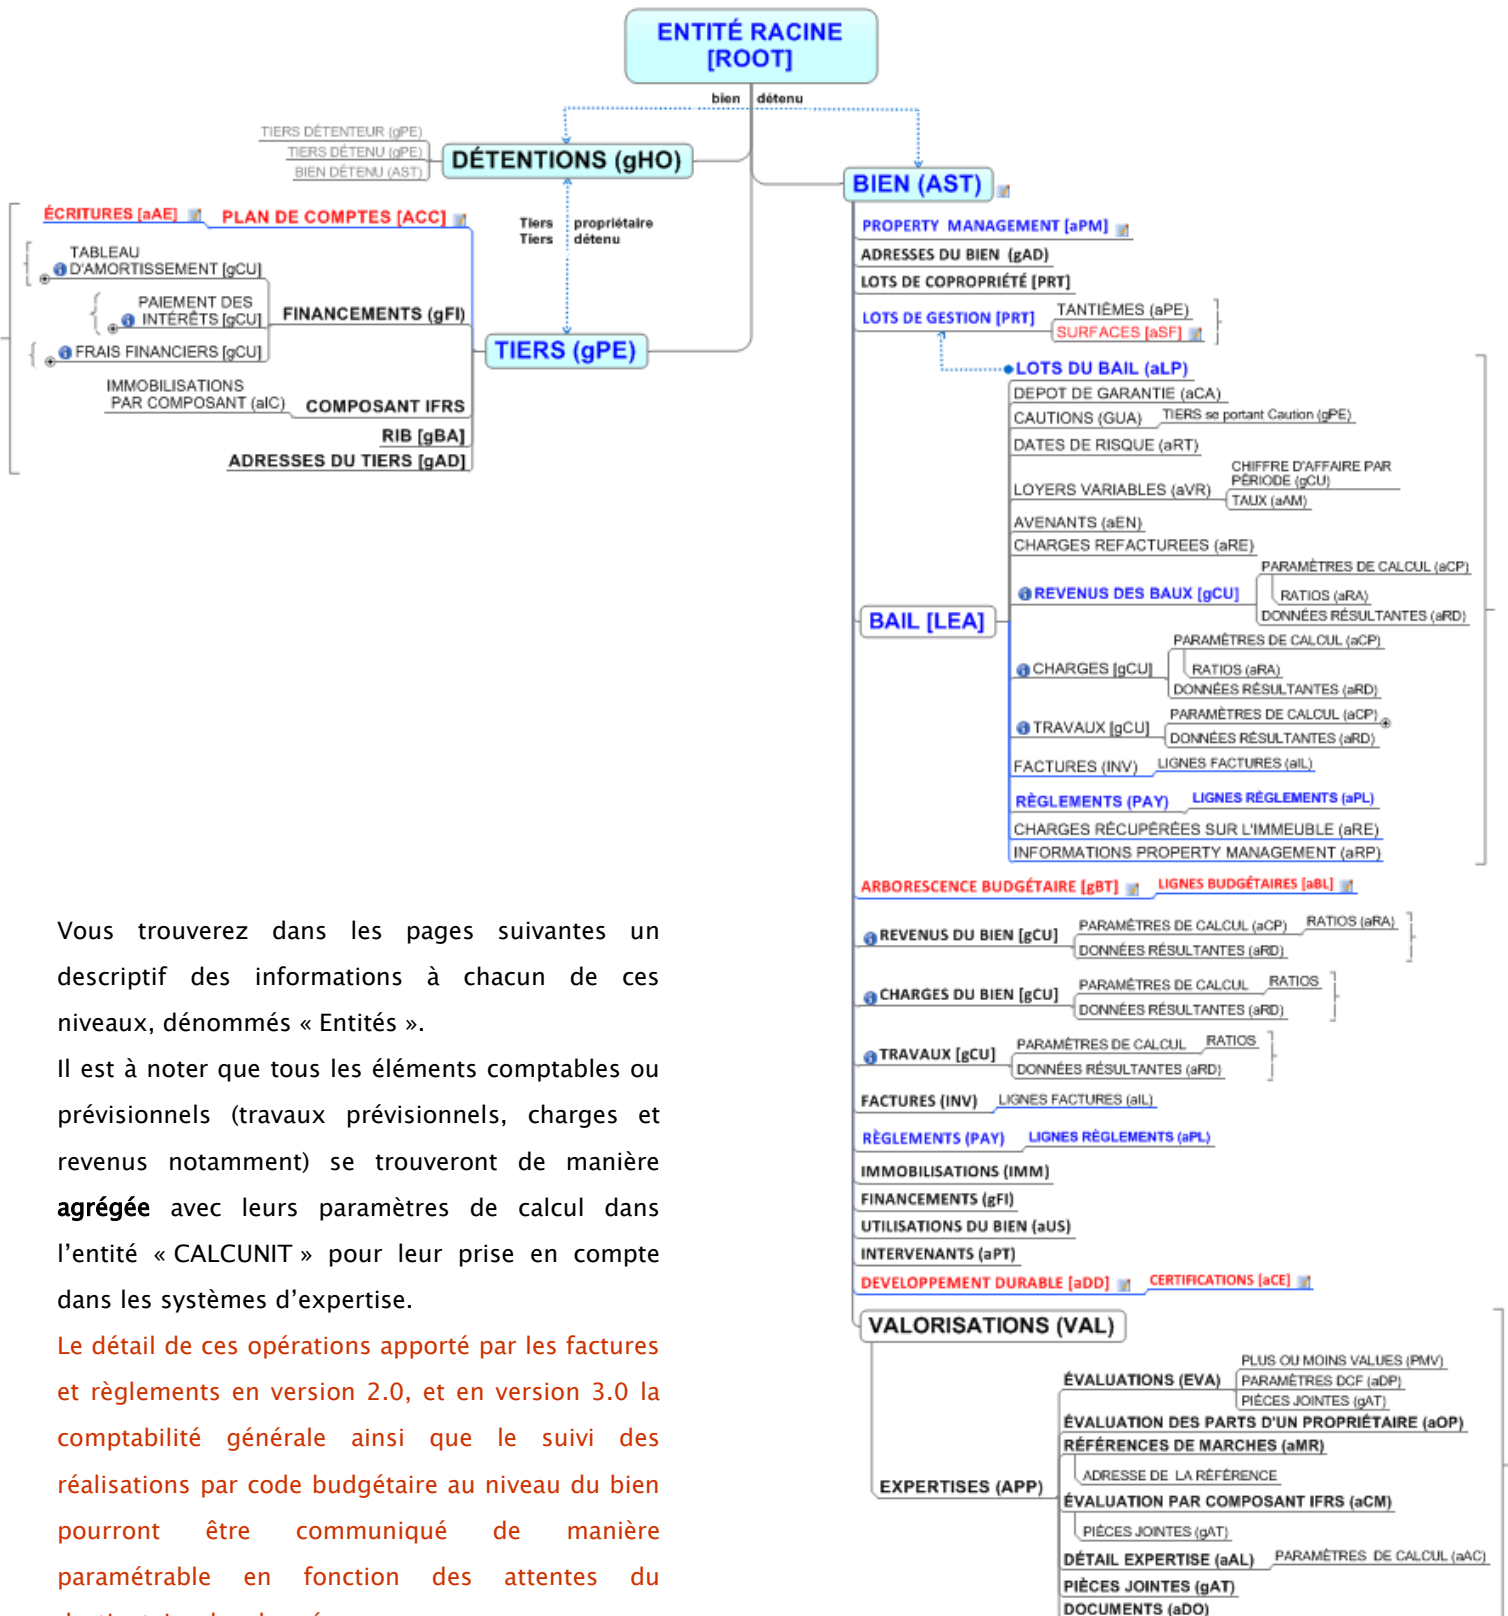 ENTITÉ RACINE
[ROOT]
bien détenu
TIERS DÉTENTEUR (gPE)
TIERS DÉTENU (gPE)
BIEN DÉTENU (AST)
DÉTENTIONS (gHO)
Tiers propriétaire
Tiers détenu
ÉCRITURES [aAE] PLAN DE COMPTES [ACC]
TABLEAU
D'AMORTISSEMENT [gCU]
PAIEMENT DES
INTÉRÊTS [gCU]
FRAIS FINANCIERS [gCU]
FINANCEMENTS (gFI)
IMMOBILISATIONS
PAR COMPOSANT (aIC)
COMPOSANT IFRS
RIB [gBA]
ADRESSES DU TIERS [gAD]
TIERS (gPE)
BIEN (AST)
PROPERTY MANAGEMENT [aPM]
ADRESSES DU BIEN (gAD)
LOTS DE COPROPRIÉTÉ [PRT]
LOTS DE GESTION [PRT]
TANTIÈMES (aPE)
SURFACES [aSF]
BAIL [LEA]
LOTS DU BAIL (aLP)
DEPOT DE GARANTIE (aCA)
CAUTIONS (GUA) TIERS se portant Caution (gPE)
DATES DE RISQUE (aRT)
LOYERS VARIABLES (aVR)
CHIFFRE D'AFFAIRE PAR
PÉRIODE (gCU)
TAUX (aAM)
AVENANTS (aEN)
CHARGES REFACTUREES (aRE)
REVENUS DES BAUX [gCU]
PARAMÈTRES DE CALCUL (aCP)
RATIOS (aRA)
DONNÉES RÉSULTANTES (aRD)
CHARGES [gCU]
PARAMÈTRES DE CALCUL (aCP)
RATIOS (aRA)
DONNÉES RÉSULTANTES (aRD)
TRAVAUX [gCU]
PARAMÈTRES DE CALCUL (aCP)
DONNÉES RÉSULTANTES (aRD)
FACTURES (INV) LIGNES FACTURES (aIL)
RÈGLEMENTS (PAY) LIGNES RÈGLEMENTS (aPL)
CHARGES RÉCUPÉRÉES SUR L'IMMEUBLE (aRE)
INFORMATIONS PROPERTY MANAGEMENT (aRP)
ARBORESCENCE BUDGÉTAIRE [gBT] LIGNES BUDGÉTAIRES [aBL]
REVENUS DU BIEN [gCU]
PARAMÈTRES DE CALCUL (aCP) RATIOS (aRA)
DONNÉES RÉSULTANTES (aRD)
CHARGES DU BIEN [gCU]
PARAMÈTRES DE CALCUL RATIOS
DONNÉES RÉSULTANTES (aRD)
TRAVAUX [gCU]
PARAMÈTRES DE CALCUL RATIOS
DONNÉES RÉSULTANTES (aRD)
FACTURES (INV) LIGNES FACTURES (aIL)
RÈGLEMENTS (PAY) LIGNES RÈGLEMENTS (aPL)
IMMOBILISATIONS (IMM)
FINANCEMENTS (gFI)
UTILISATIONS DU BIEN (aUS)
INTERVENANTS (aPT)
DEVELOPPEMENT DURABLE [aDD] CERTIFICATIONS [aCE]
VALORISATIONS (VAL)
EXPERTISES (APP)
ÉVALUATIONS (EVA)
PLUS OU MOINS VALUES (PMV)
PARAMÈTRES DCF (aDP)
PIÈCES JOINTES (gAT)
ÉVALUATION DES PARTS D'UN PROPRIÉTAIRE (aOP)
RÉFÉRENCES DE MARCHES (aMR)
ADRESSE DE LA RÉFÉRENCE
ÉVALUATION PAR COMPOSANT IFRS (aCM)
PIÈCES JOINTES (gAT)
DÉTAIL EXPERTISE (aAL) PARAMÈTRES DE CALCUL (aAC)
PIÈCES JOINTES (gAT)
DOCUMENTS (aDO)
Vous trouverez dans les pages suivantes un
descriptif des informations à chacun de ces
niveaux, dénommés « Entités ».
Il est à noter que tous les éléments comptables ou
prévisionnels (travaux prévisionnels, charges et
revenus notamment) se trouveront de manière
agrégée avec leurs paramètres de calcul dans
l'entité « CALCUNIT » pour leur prise en compte
dans les systèmes d'expertise.
Le détail de ces opérations apporté par les factures
et règlements en version 2.0, et en version 3.0 la
comptabilité générale ainsi que le suivi des
réalisations par code budgétaire au niveau du bien
pourront être communiqué de manière
paramétrable en fonction des attentes du